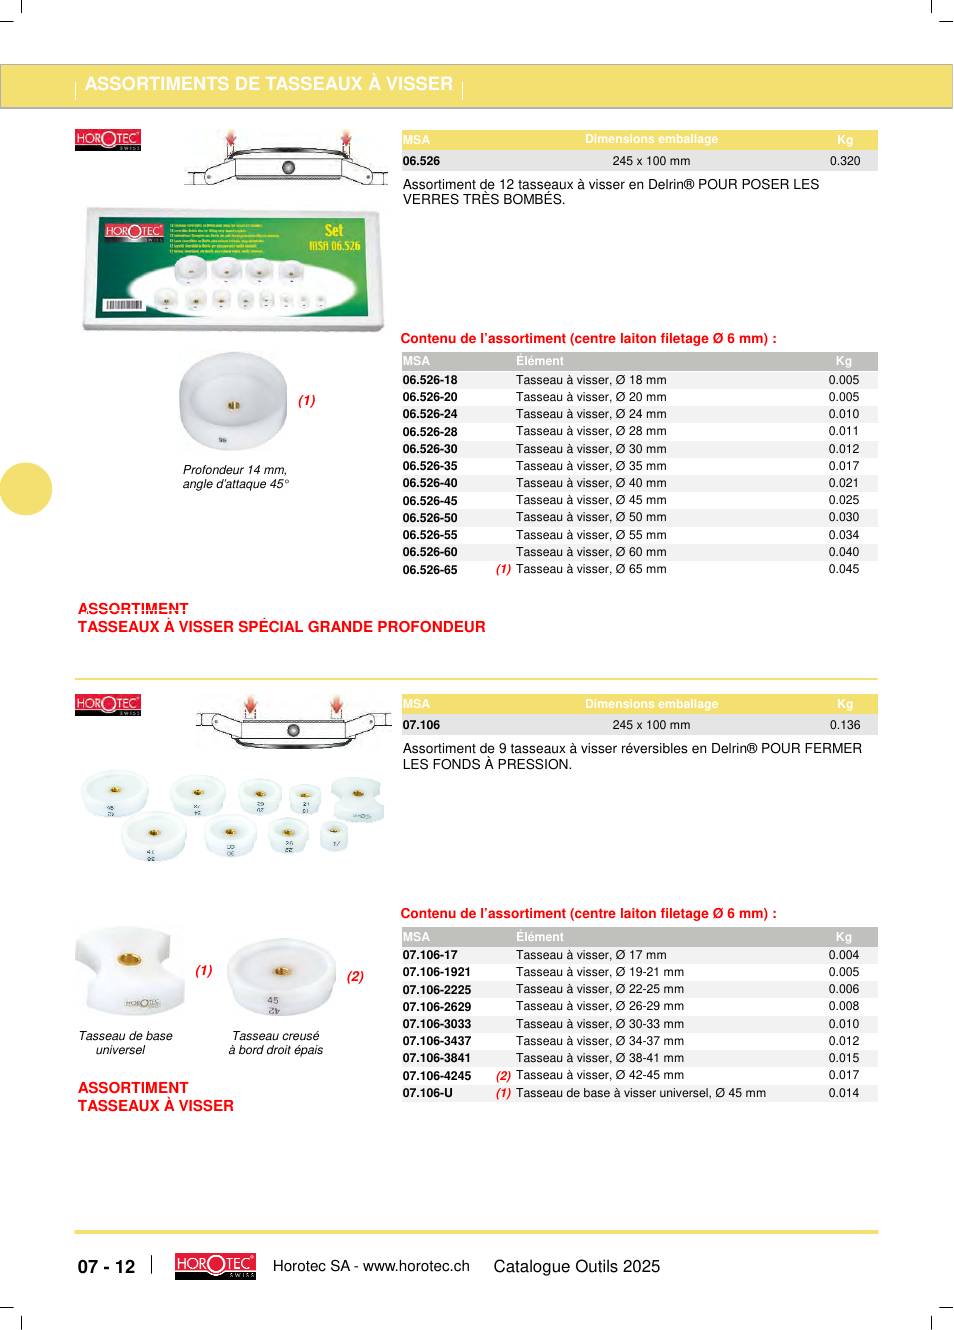 ASSORTIMENTS DE TASSEAUX À VISSER
HOROTEC
SWISS
MSA Dimensions emballage Kg
06.526 245 x 100 mm 0.320
Assortiment de 12 tasseaux à visser en Delrin® POUR POSER LES
VERRES TRÈS BOMBÉS.
HOROTEC
SWISS
Set
MSA 06.526
Contenu de l’assortiment (centre laiton filetage Ø 6 mm) :
MSA Élément Kg
06.526-18 Tasseau à visser, Ø 18 mm 0.005
06.526-20 Tasseau à visser, Ø 20 mm 0.005
06.526-24 Tasseau à visser, Ø 24 mm 0.010
06.526-28 Tasseau à visser, Ø 28 mm 0.011
06.526-30 Tasseau à visser, Ø 30 mm 0.012
06.526-35 Tasseau à visser, Ø 35 mm 0.017
06.526-40 Tasseau à visser, Ø 40 mm 0.021
06.526-45 Tasseau à visser, Ø 45 mm 0.025
06.526-50 Tasseau à visser, Ø 50 mm 0.030
06.526-55 Tasseau à visser, Ø 55 mm 0.034
06.526-60 Tasseau à visser, Ø 60 mm 0.040
06.526-65 (1) Tasseau à visser, Ø 65 mm 0.045
(1)
Profondeur 14 mm,
angle d’attaque 45°
ASSORTIMENT
TASSEAUX À VISSER SPÉCIAL GRANDE PROFONDEUR
HOROTEC
SWISS
MSA Dimensions emballage Kg
07.106 245 x 100 mm 0.136
Assortiment de 9 tasseaux à visser réversibles en Delrin® POUR FERMER
LES FONDS À PRESSION.
Contenu de l’assortiment (centre laiton filetage Ø 6 mm) :
MSA Élément Kg
07.106-17 Tasseau à visser, Ø 17 mm 0.004
07.106-1921 Tasseau à visser, Ø 19-21 mm 0.005
07.106-2225 Tasseau à visser, Ø 22-25 mm 0.006
07.106-2629 Tasseau à visser, Ø 26-29 mm 0.008
07.106-3033 Tasseau à visser, Ø 30-33 mm 0.010
07.106-3437 Tasseau à visser, Ø 34-37 mm 0.012
07.106-3841 Tasseau à visser, Ø 38-41 mm 0.015
07.106-4245 (2) Tasseau à visser, Ø 42-45 mm 0.017
07.106-U (1) Tasseau de base à visser universel, Ø 45 mm 0.014
(1)
HOROTEC
45
42
(2)
Tasseau de base
universel
Tasseau creusé
à bord droit épais
ASSORTIMENT
TASSEAUX À VISSER
07 - 12
HOROTEC
SWISS
Horotec SA - www.horotec.ch Catalogue Outils 2025